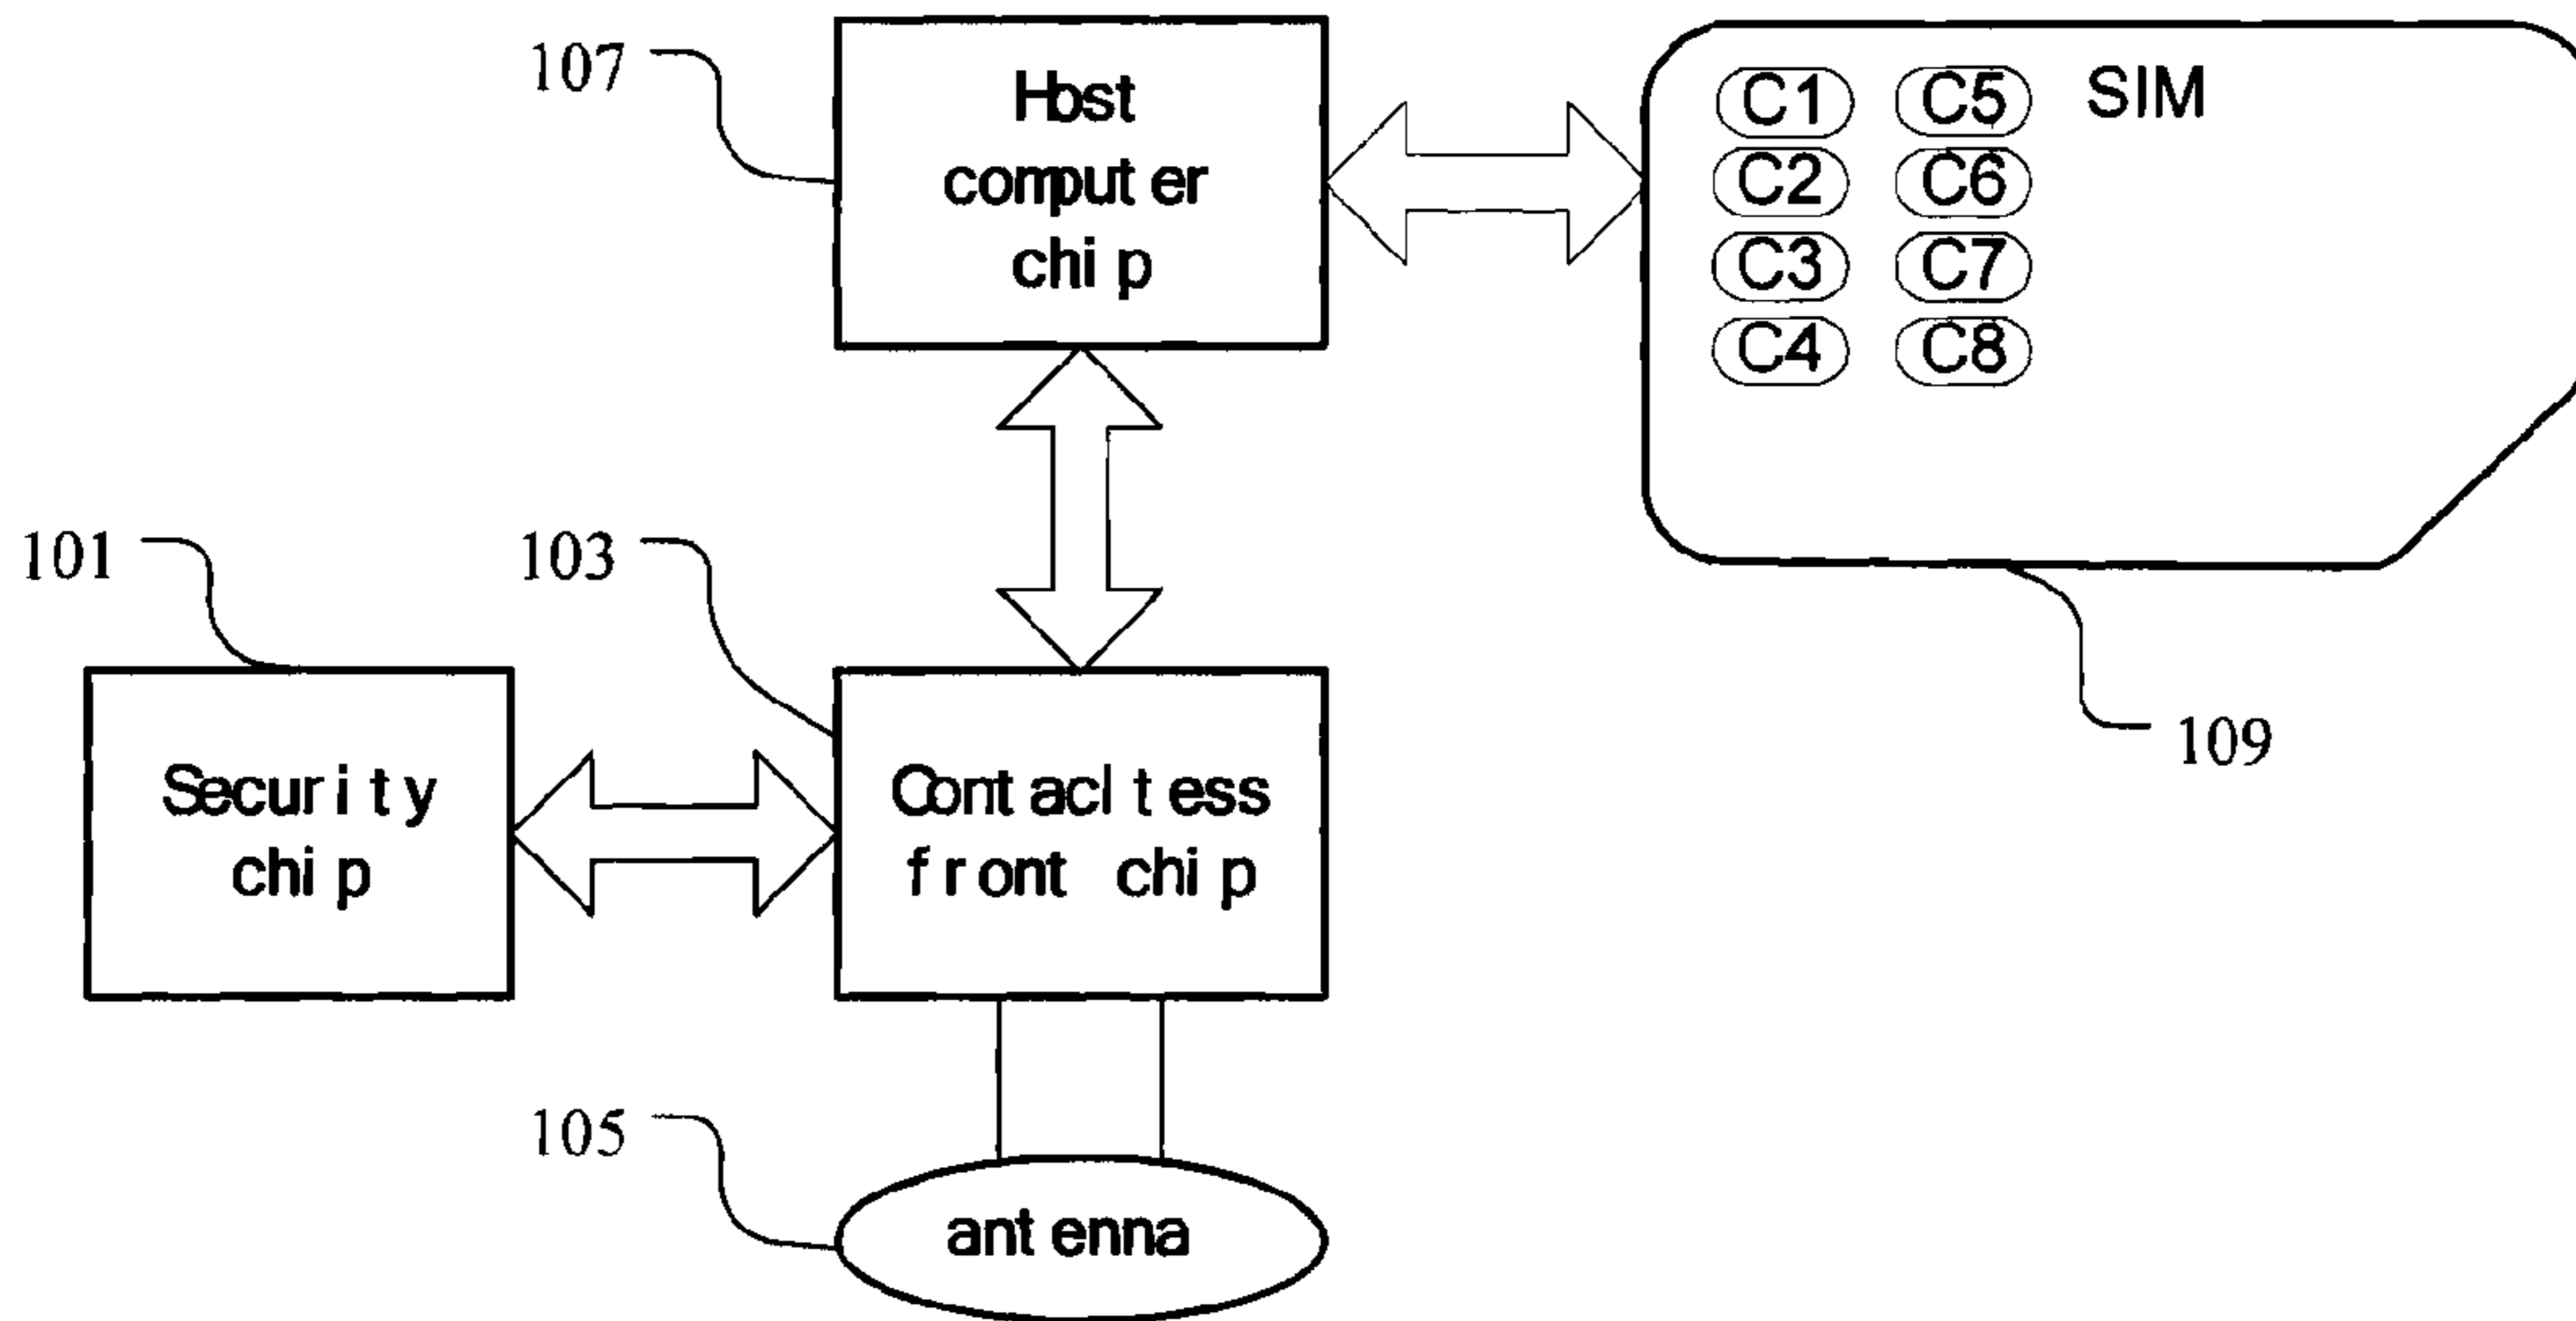 107
Host
computer
chip
C1 C5 SIM
C2 C6
C3 C7
C4 C8
101
103
109
Security
chip
Contacltess
front chip
105
antenna